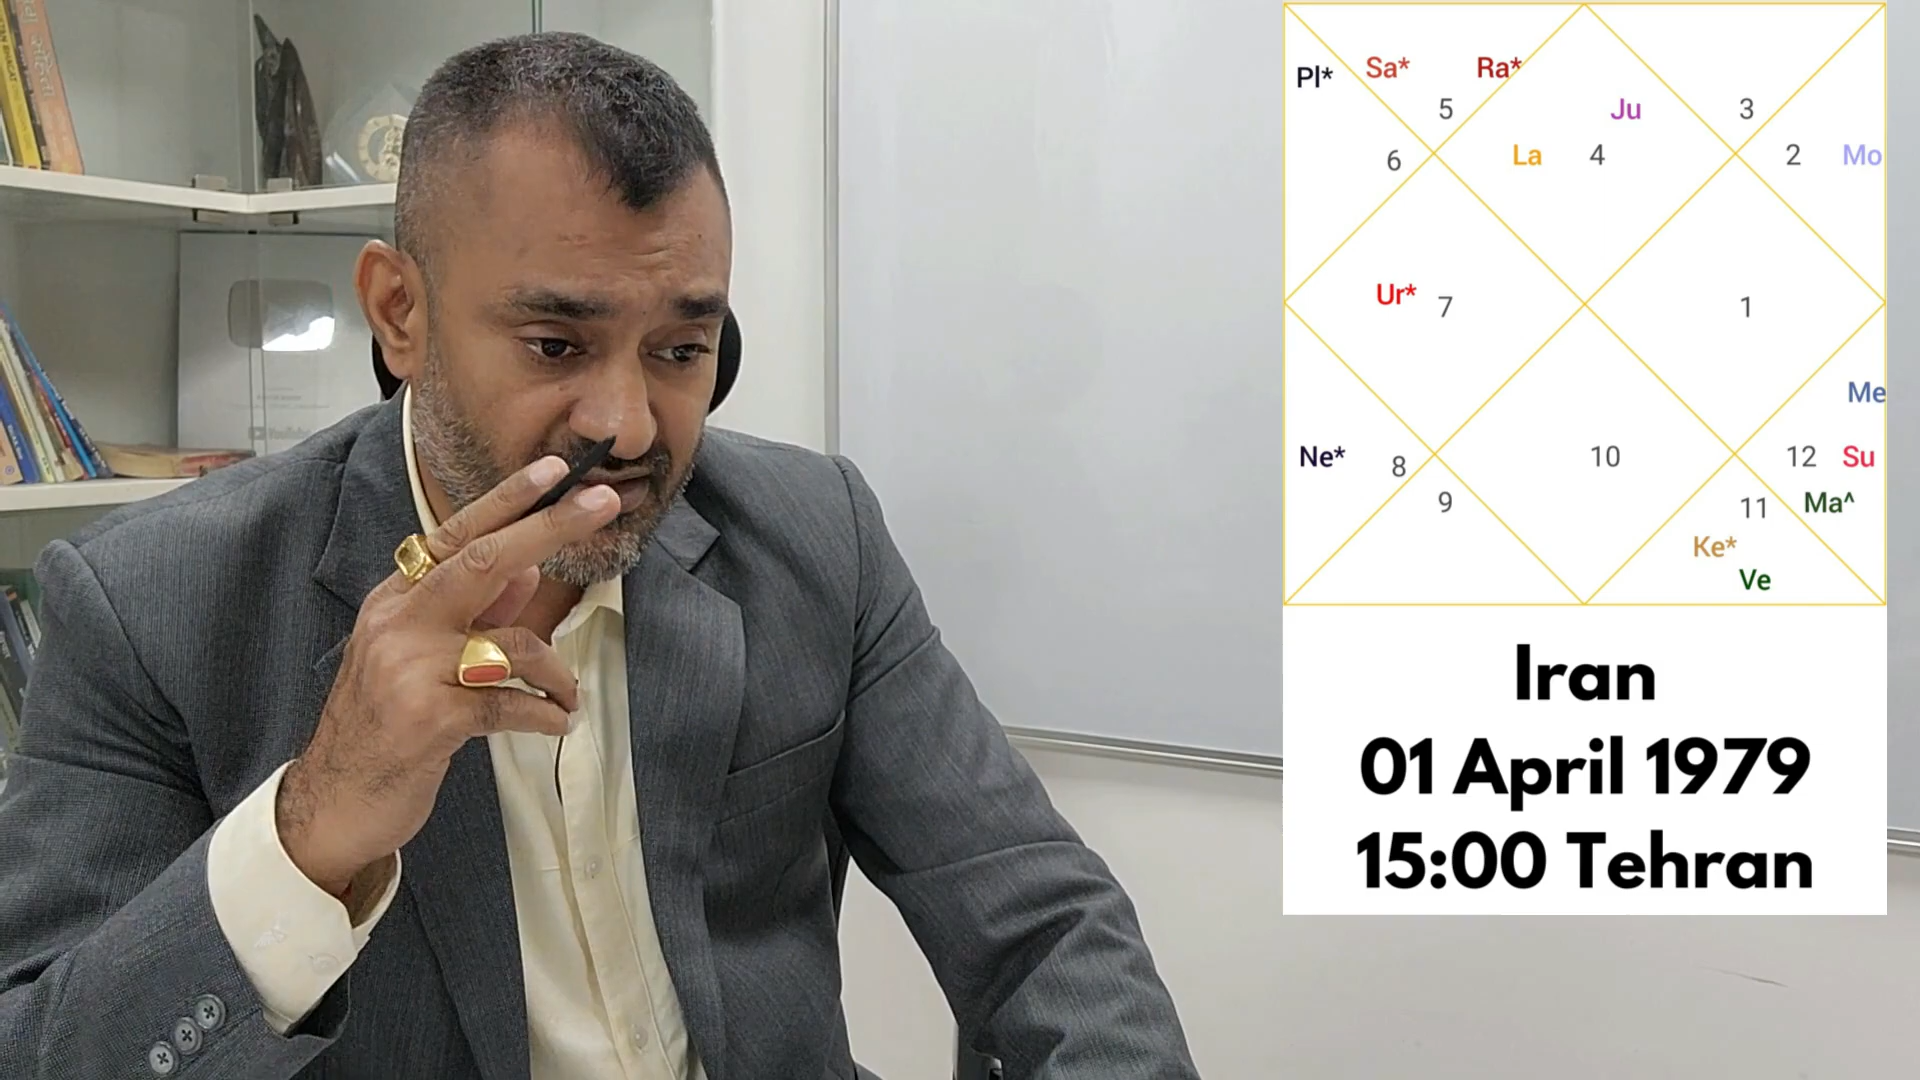 Pl* Sa* Ra*
5 Ju 3
6 La 4 2 Mo
Ur* 7 1
Me
Ne* 8 10 12 Su
9 11 Ma^
Ke*
Ve
Iran
01 April 1979
15:00 Tehran
YouTube